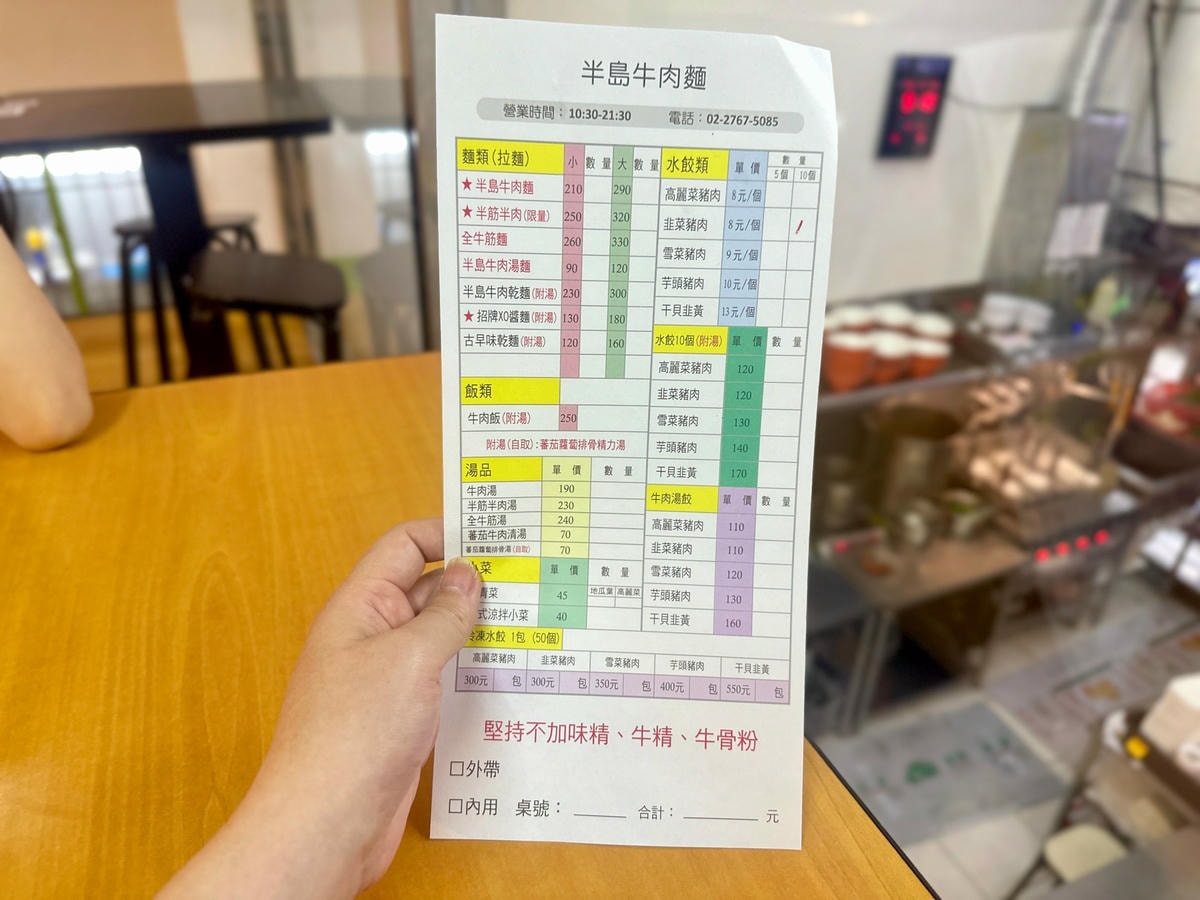 半島牛肉麵
營業時間：10:30-21:30 電話：02-2767-5085
麵類(拉麵) 小 數量 大 數量
★半島牛肉麵 210 290
★半筋半肉(限量) 250 320
全牛筋麵 260 330
半島牛肉湯麵 90 120
半島牛肉乾麵(附湯) 230 300
★招牌XO醬麵(附湯) 130 180
古早味乾麵(附湯) 120 160
飯類
牛肉飯(附湯) 250
附湯(自取):蕃茄蘿蔔排骨精力湯
湯品 單價 數量
牛肉湯 190
半筋半肉湯 230
全牛筋湯 240
蕃茄牛肉清湯 70
蕃茄蘿蔔排骨湯(自取) 70
小菜 單價 數量
青菜 45 地瓜葉 高麗菜
式涼拌小菜 40
水餃類 單價 數量
5個 10個
高麗菜豬肉 8元/個
韭菜豬肉 8元/個
雪菜豬肉 9元/個
芋頭豬肉 10元/個
干貝韭黃 13元/個
水餃10個(附湯) 單價 數量
高麗菜豬肉 120
韭菜豬肉 120
雪菜豬肉 130
芋頭豬肉 140
干貝韭黃 170
牛肉湯餃 單價 數量
高麗菜豬肉 110
韭菜豬肉 110
雪菜豬肉 120
芋頭豬肉 130
干貝韭黃 160
冷凍水餃 1包 (50個)
高麗菜豬肉 韭菜豬肉 雪菜豬肉 芋頭豬肉 干貝韭黃
300元 包 300元 包 350元 包 400元 包 550元 包
堅持不加味精、牛精、牛骨粉
□外帶
□內用 桌號：_____ 合計：________ 元